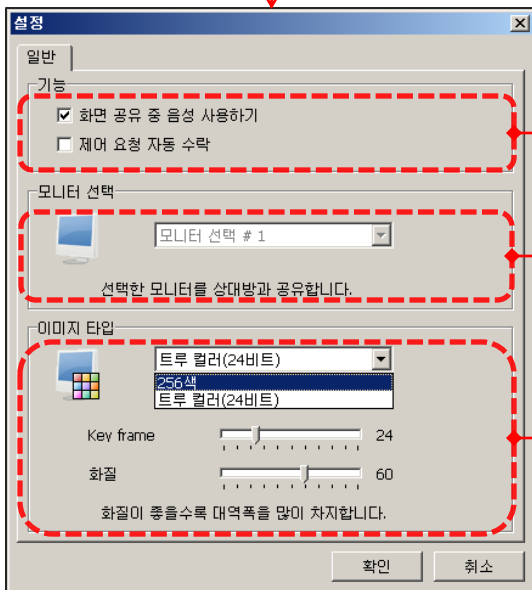 설정
일반
기능
화면 공유 중 음성 사용하기
제어 요청 자동 수락
모니터 선택
모니터 선택 # 1
선택한 모니터를 상대방과 공유합니다.
이미지 타입
트루 컬러(24비트)
256색
트루 컬러(24비트)
Key frame 24
화질 60
화질이 좋을수록 대역폭을 많이 차지합니다.
확인 취소